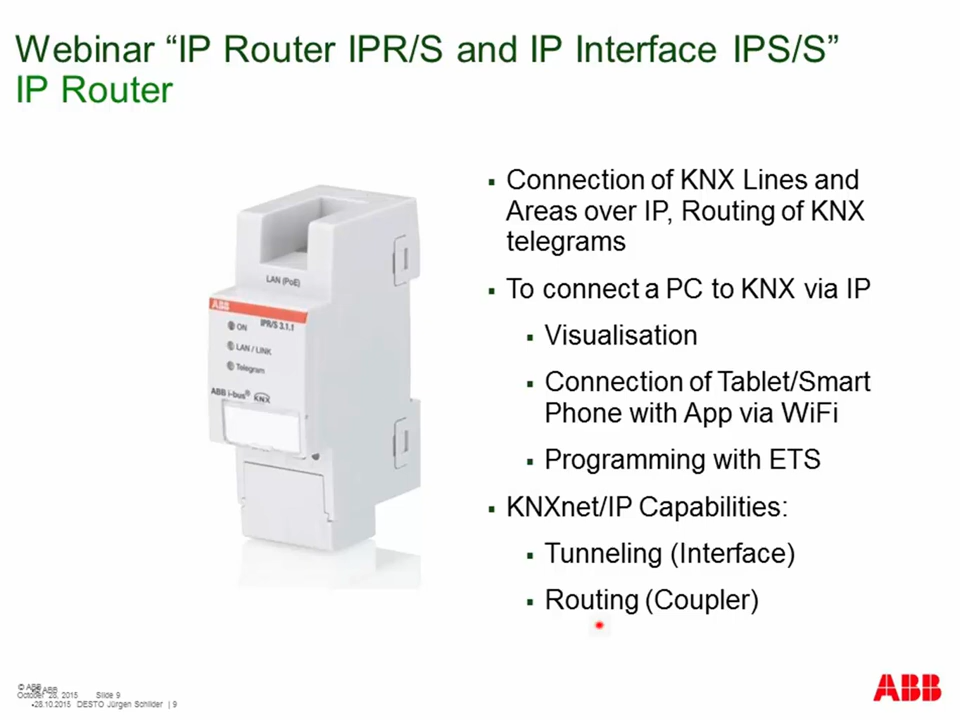 Webinar “IP Router IPR/S and IP Interface IPS/S”
IP Router
LAN (PoE)
ABB
ON
IPR/S 3.1.1
LAN / LINK
Telegram
ABB i-bus® KNX
▪ Connection of KNX Lines and
Areas over IP, Routing of KNX
telegrams
▪ To connect a PC to KNX via IP
▪ Visualisation
▪ Connection of Tablet/Smart
Phone with App via WiFi
▪ Programming with ETS
▪ KNXnet/IP Capabilities:
▪ Tunneling (Interface)
▪ Routing (Coupler)
© ABB
© ABB
October 28, 2015 Slide 9
▪28.10.2015 DESTO Jürgen Schilder | 9
ABB